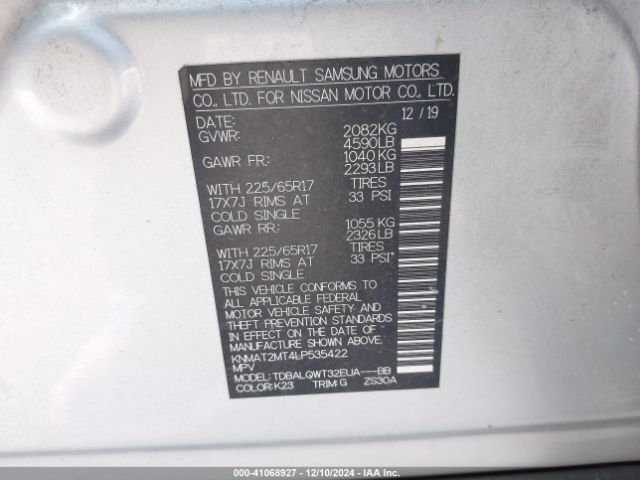 MFD BY RENAULT SAMSUNG MOTORS
CO., LTD. FOR NISSAN MOTOR CO., LTD.
DATE: 12 / 19
GVWR: 2082KG
4590LB
GAWR FR: 1040 KG
2293 LB
WITH 225/65R17 TIRES
17X7J RIMS AT 33 PSI
COLD SINGLE
GAWR RR: 1055 KG
2326 LB
WITH 225/65R17 TIRES
17X7J RIMS AT 33 PSI"
COLD SINGLE
THIS VEHICLE CONFORMS TO
ALL APPLICABLE FEDERAL
MOTOR VEHICLE SAFETY AND
THEFT PREVENTION STANDARDS
IN EFFECT ON THE DATE OF
MANUFACTURE SHOWN ABOVE.
KNMAT2MT4LP535422
MPV
MODEL: TDBALQWT32EUA----BB
COLOR: K23 TRIM: G ZS30A
000-41068927 - 12/10/2024 - IAA Inc.